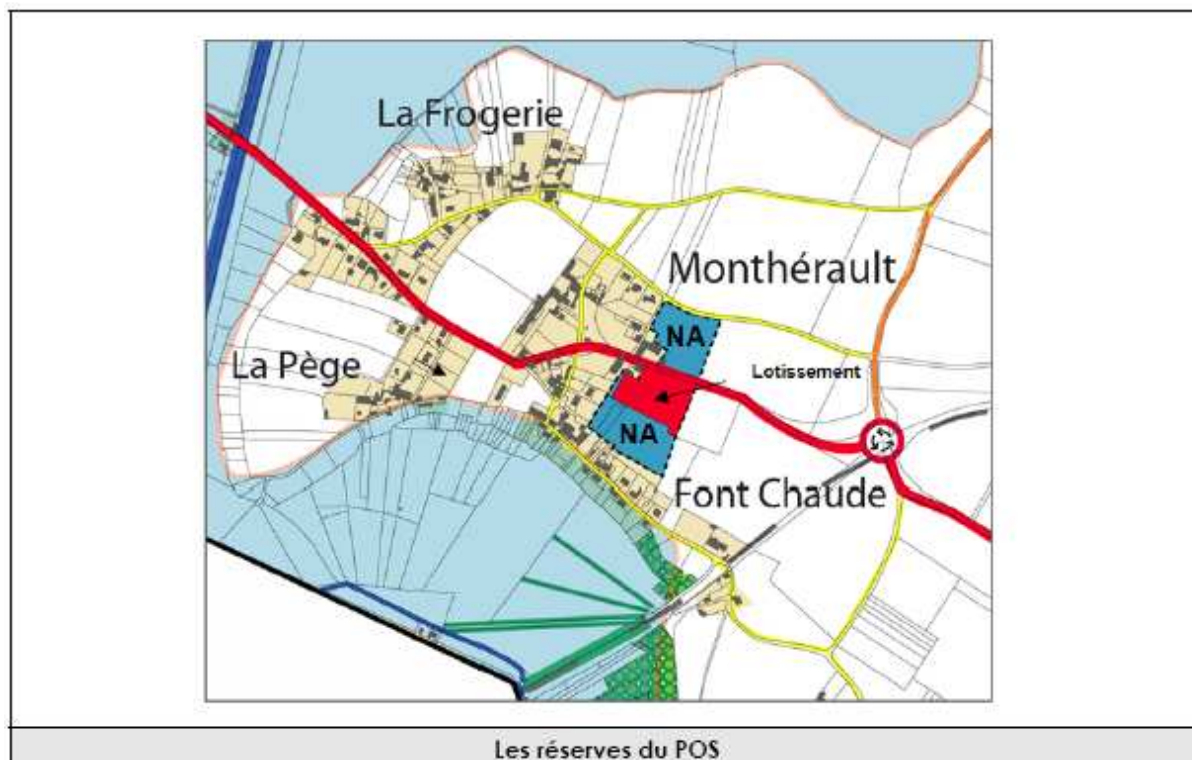 La Frogerie
Monthérault
NA
La Pège
Lotissement
NA
Font Chaude
Les réserves du POS